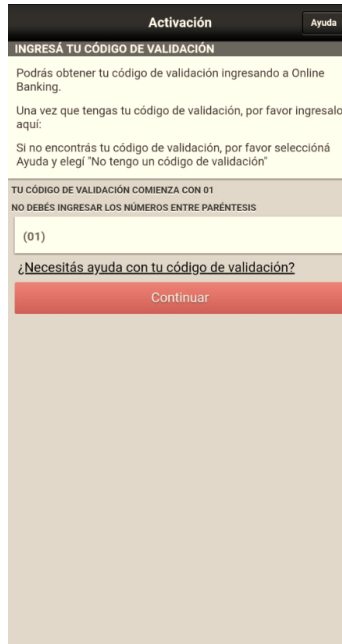 Activación
Ayuda
INGRESÁ TU CÓDIGO DE VALIDACIÓN
Podrás obtener tu código de validación ingresando a Online
Banking.
Una vez que tengas tu código de validación, por favor ingresalo
aquí:
Si no encontrás tu código de validación, por favor seleccióná
Ayuda y elegí "No tengo un código de validación"
TU CÓDIGO DE VALIDACIÓN COMIENZA CON 01
NO DEBÉS INGRESAR LOS NÚMEROS ENTRE PARÉNTESIS
(01)
¿Necesitás ayuda con tu código de validación?
Continuar